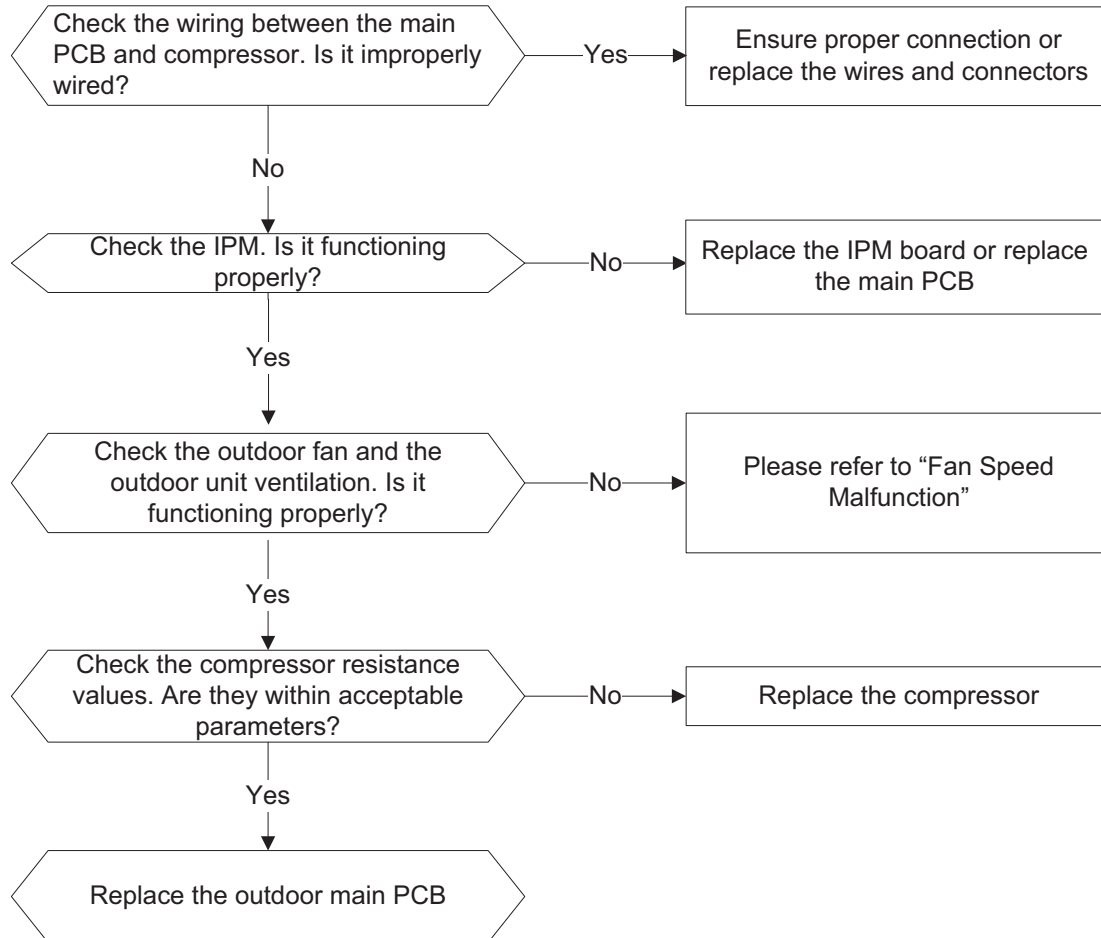 Check the wiring between the main
PCB and compressor. Is it improperly
wired?
Yes
Ensure proper connection or
replace the wires and connectors
No
Check the IPM. Is it functioning
properly?
No
Replace the IPM board or replace
the main PCB
Yes
Check the outdoor fan and the
outdoor unit ventilation. Is it
functioning properly?
No
Please refer to “Fan Speed
Malfunction”
Yes
Check the compressor resistance
values. Are they within acceptable
parameters?
No
Replace the compressor
Yes
Replace the outdoor main PCB